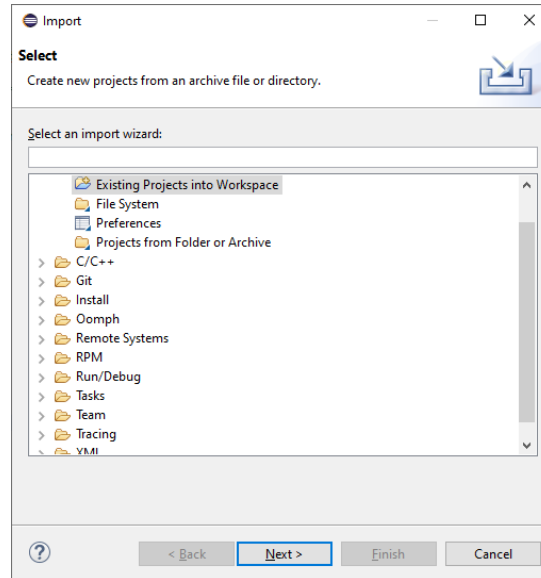 Import
Select
Create new projects from an archive file or directory.
Select an import wizard:
Existing Projects into Workspace
File System
Preferences
Projects from Folder or Archive
C/C++
Git
Install
Oomph
Remote Systems
RPM
Run/Debug
Tasks
Team
Tracing
XML
< Back Next > Finish Cancel